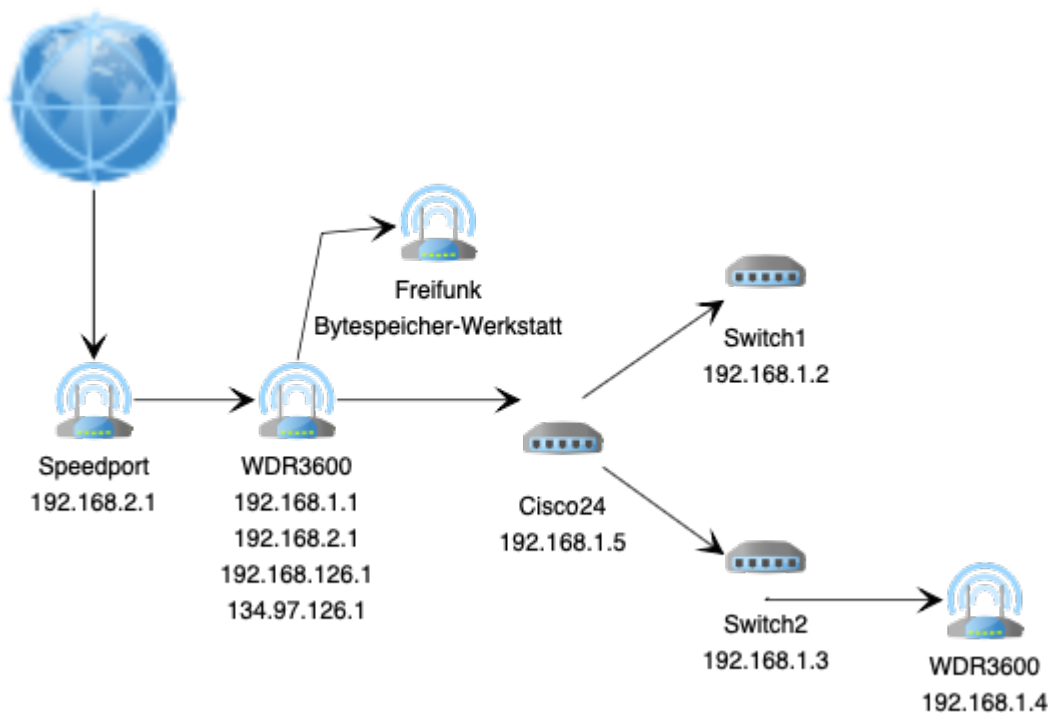 Freifunk
Bytespeicher-Werkstatt
Switch1
192.168.1.2
Speedport
192.168.2.1
WDR3600
192.168.1.1
192.168.2.1
192.168.126.1
134.97.126.1
Cisco24
192.168.1.5
Switch2
192.168.1.3
WDR3600
192.168.1.4